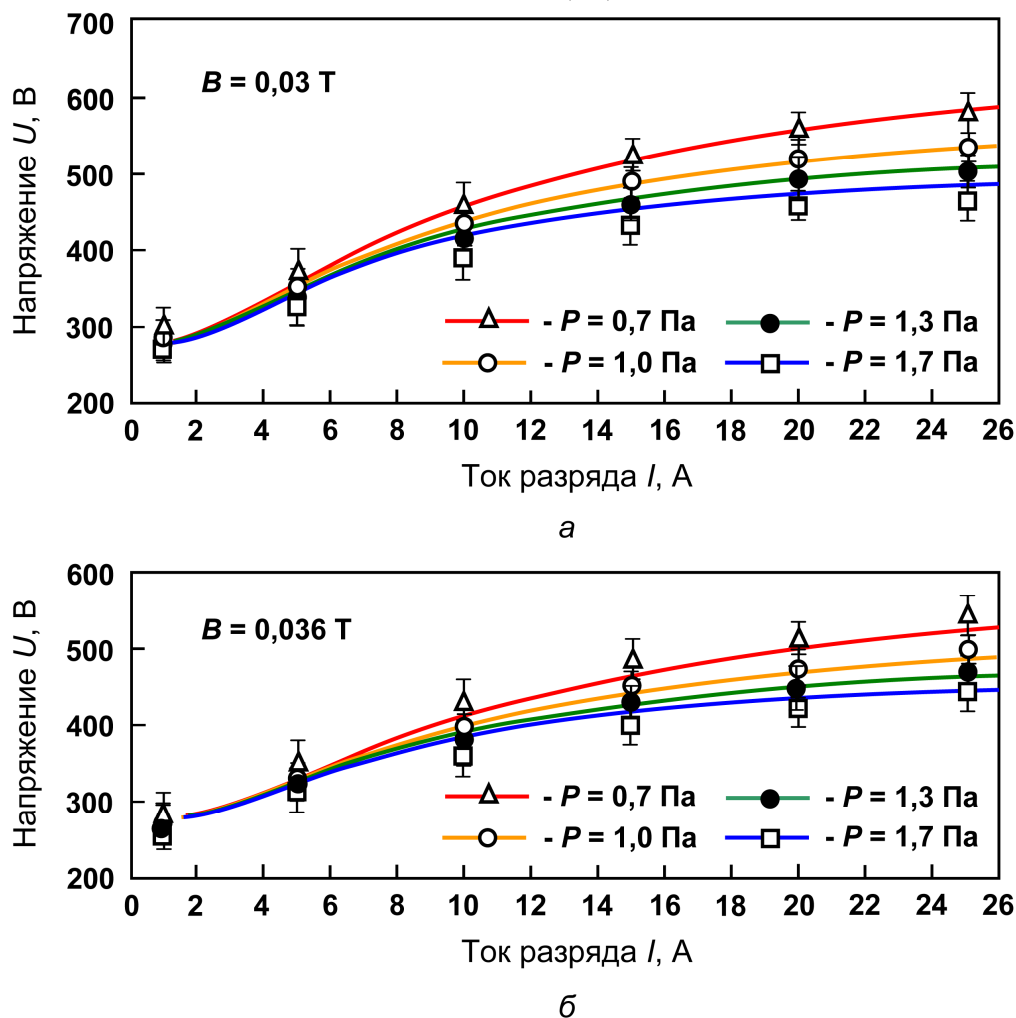 700
600
500
400
300
200
Напряжение U, В
B = 0,03 Т
- P = 0,7 Па
- P = 1,3 Па
- P = 1,0 Па
- P = 1,7 Па
0 2 4 6 8 10 12 14 16 18 20 22 24 26
Ток разряда I, А
а
600
500
400
300
200
Напряжение U, В
B = 0,036 Т
- P = 0,7 Па
- P = 1,3 Па
- P = 1,0 Па
- P = 1,7 Па
0 2 4 6 8 10 12 14 16 18 20 22 24 26
Ток разряда I, А
б